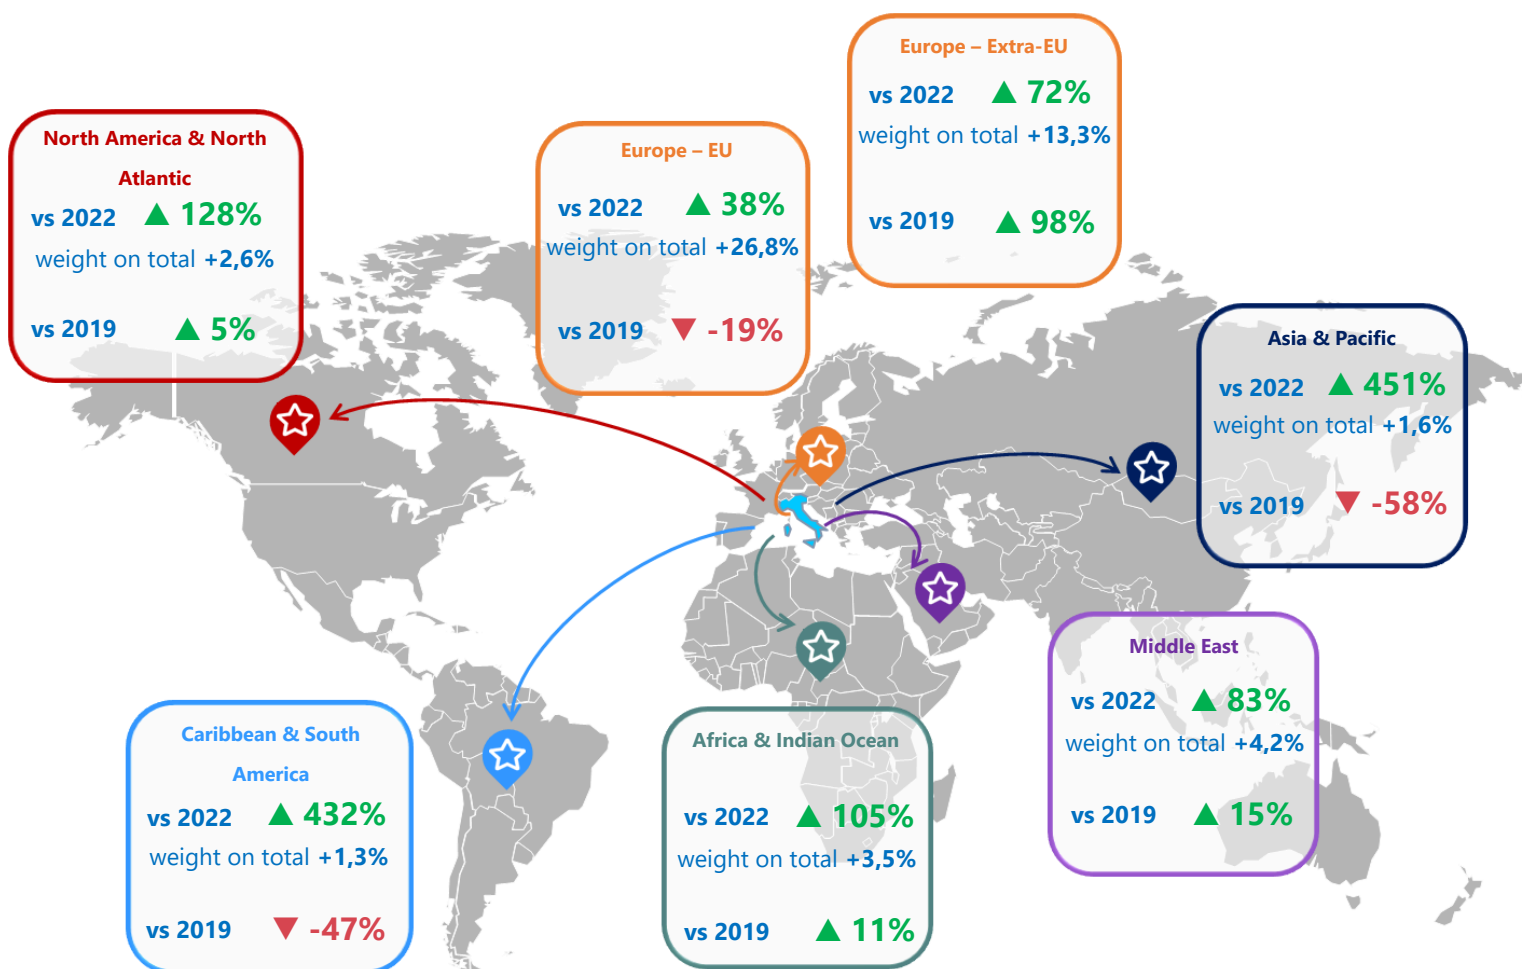 Europe – Extra-EU
vs 2022 ▲ 72%
weight on total +13,3%
vs 2019 ▲ 98%
North America & North
Atlantic
vs 2022 ▲ 128%
weight on total +2,6%
vs 2019 ▲ 5%
Europe – EU
vs 2022 ▲ 38%
weight on total +26,8%
vs 2019 ▼ -19%
Asia & Pacific
vs 2022 ▲ 451%
weight on total +1,6%
vs 2019 ▼ -58%
Middle East
vs 2022 ▲ 83%
weight on total +4,2%
vs 2019 ▲ 15%
Caribbean & South
America
vs 2022 ▲ 432%
weight on total +1,3%
vs 2019 ▼ -47%
Africa & Indian Ocean
vs 2022 ▲ 105%
weight on total +3,5%
vs 2019 ▲ 11%